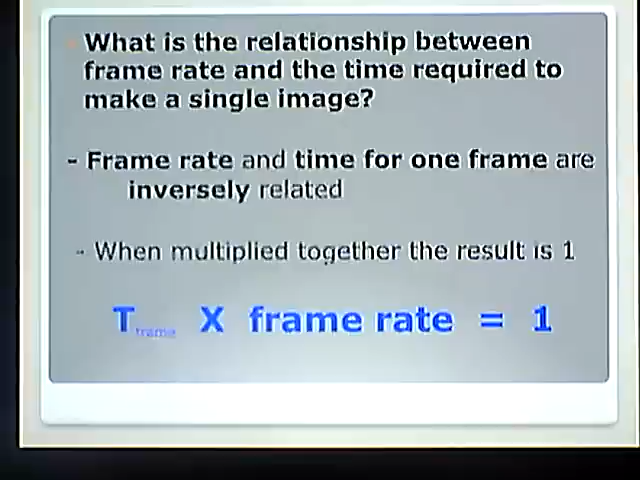 What is the relationship between
frame rate and the time required to
make a single image?
- Frame rate and time for one frame are
inversely related
- When multiplied together the result is 1
Tframe X frame rate = 1